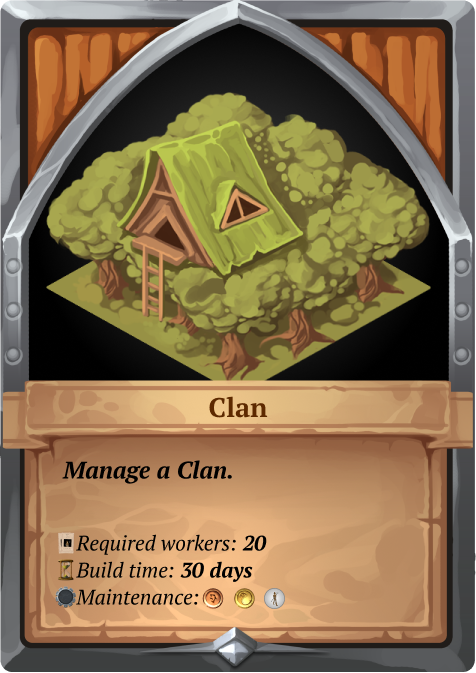 Clan
Manage a Clan.
Required workers: 20
Build time: 30 days
Maintenance: